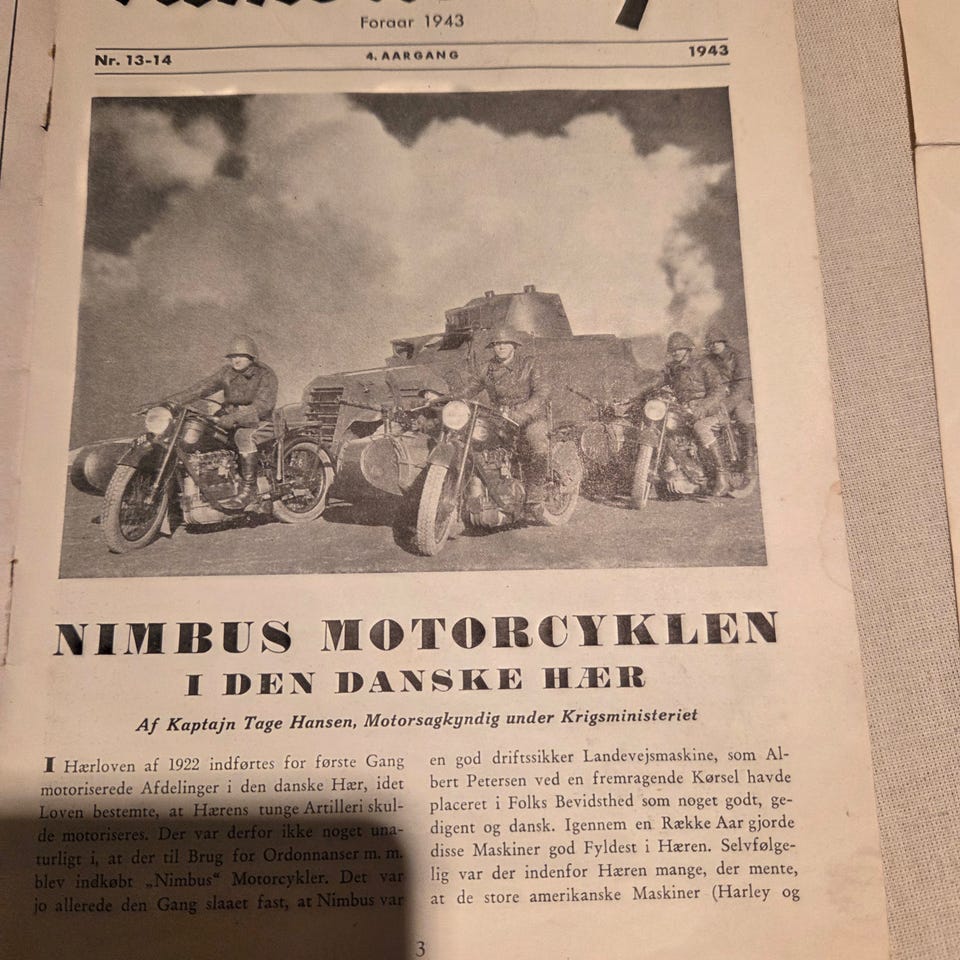 Foraar 1943
Nr. 13-14
4. AARGANG
1943
NIMBUS MOTORCYKLEN
I DEN DANSKE HÆR
Af Kaptajn Tage Hansen, Motorsagkyndig under Krigsministeriet
I Hærloven af 1922 indførtes for første Gang
motoriserede Afdelinger i den danske Hær, idet
Loven bestemte, at Hærens tunge Artilleri skul-
de motoriseres. Der var derfor ikke noget una-
turligt i, at der til Brug for Ordonnanser m. m.
blev indkøbt „Nimbus“ Motorcykler. Det var
jo allerede den Gang slaaet fast, at Nimbus var
en god driftssikker Landevejsmaskine, som Al-
bert Petersen ved en fremragende Kørsel havde
placeret i Folks Bevidsthed som noget godt, ge-
digent og dansk. Igennem en Række Aar gjorde
disse Maskiner god Fyldest i Hæren. Selvfølge-
lig var der indenfor Hæren mange, der mente,
at de store amerikanske Maskiner (Harley og
3